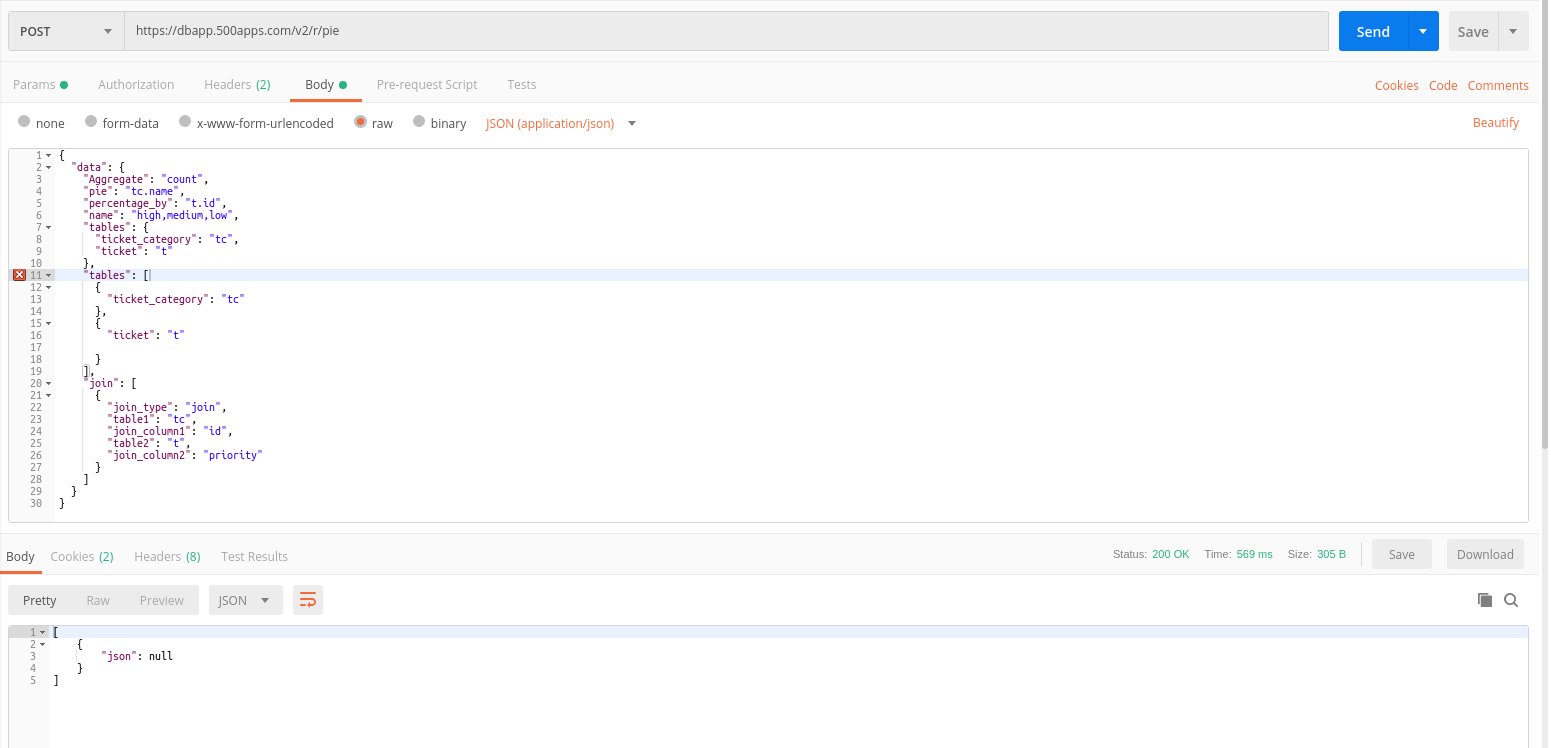 POST https://dbapp.500apps.com/v2/r/pie Send Save
Params Authorization Headers (2) Body Pre-request Script Tests Cookies Code Comments
none form-data x-www-form-urlencoded raw binary JSON (application/json) Beautify
1 {
2 "data": {
3 "Aggregate": "count",
4 "pie": "tc.name",
5 "percentage_by": "t.id",
6 "name": "high,medium,low",
7 "tables": {
8 "ticket_category": "tc",
9 "ticket": "t"
10 },
11 "tables": [
12 {
13 "ticket_category": "tc"
14 },
15 {
16 "ticket": "t"
17
18 }
19 ],
20 "join": [
21 {
22 "join_type": "join",
23 "table1": "tc",
24 "join_column1": "id",
25 "table2": "t",
26 "join_column2": "priority"
27 }
28 ]
29 }
30 }
Body Cookies (2) Headers (8) Test Results Status: 200 OK Time: 569 ms Size: 305 B Save Download
Pretty Raw Preview JSON
1 [
2 {
3 "json": null
4 }
5 ]